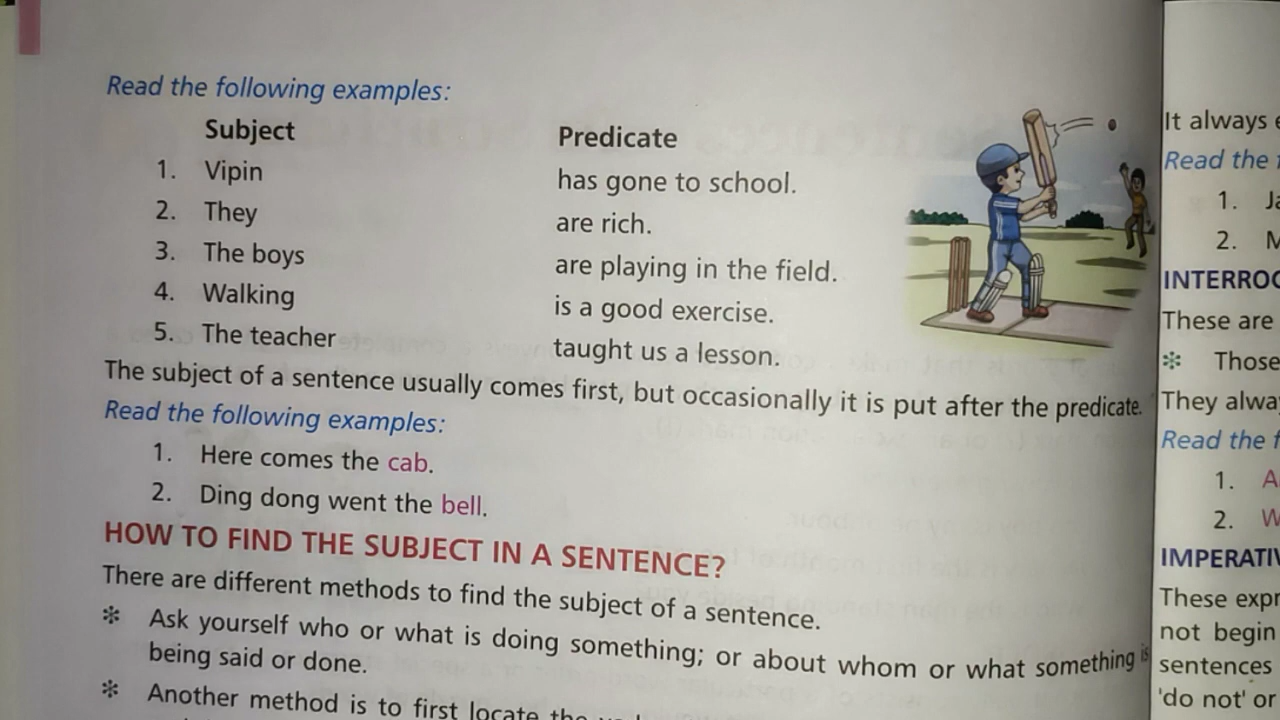 Read the following examples:
Subject Predicate
1. Vipin has gone to school.
2. They are rich.
3. The boys are playing in the field.
4. Walking is a good exercise.
5. The teacher taught us a lesson.
The subject of a sentence usually comes first, but occasionally it is put after the predicate.
Read the following examples:
1. Here comes the cab.
2. Ding dong went the bell.
HOW TO FIND THE SUBJECT IN A SENTENCE?
There are different methods to find the subject of a sentence.
* Ask yourself who or what is doing something; or about whom or what something is
being said or done.
* Another method is to first locate the
It always
Read the
1.
2.
INTERROG
These are
* Those
They alwa
Read the f
1. A
2. W
IMPERATIV
These expr
not begin
sentences
'do not' or